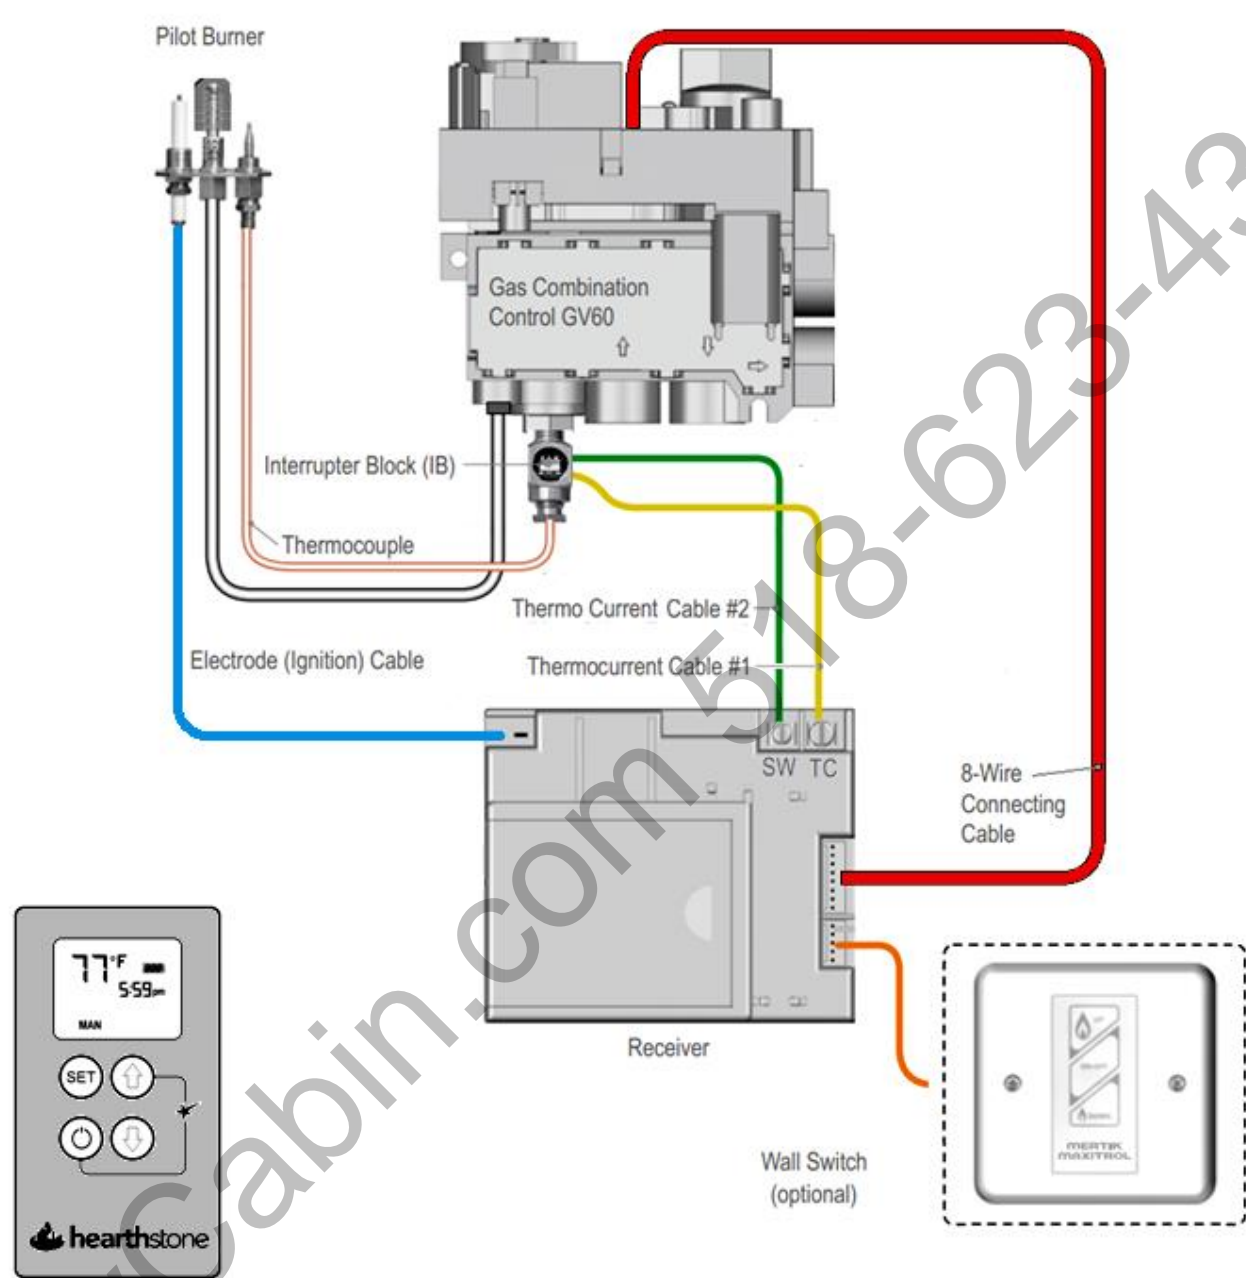 Pilot Burner
Gas Combination
Control GV60
Interrupter Block (IB)
Thermocouple
Thermo Current Cable #2
Electrode (Ignition) Cable
Thermocurrent Cable #1
SW TC
8-Wire
Connecting
Cable
Receiver
77°F
5:59pm
MAN
SET
hearthstone
Wall Switch
(optional)
MERTIK
MAXITROL
rCabin.com 518-623-43